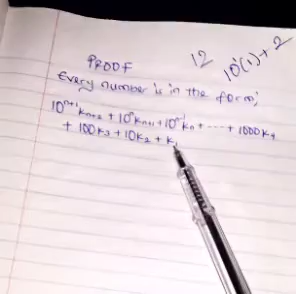 PROOF
12
10¹(1) + 2
Every number is in the form;
10ⁿ⁺¹kₙ₊₂ + 10ⁿkₙ₊₁ + 10ⁿ⁻¹kₙ + ---- + 1000k₄
+ 100k₃ + 10k₂ + k₁